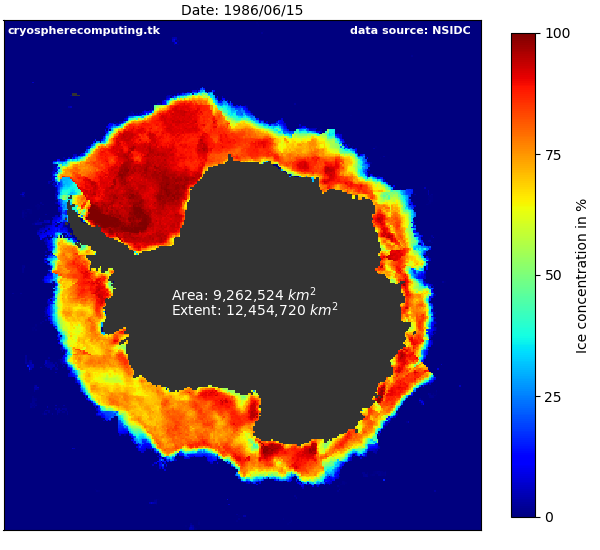 Date: 1986/06/15
cryospherecomputing.tk
data source: NSIDC
Area: 9,262,524 km²
Extent: 12,454,720 km²
100
75
50
25
0
Ice concentration in %